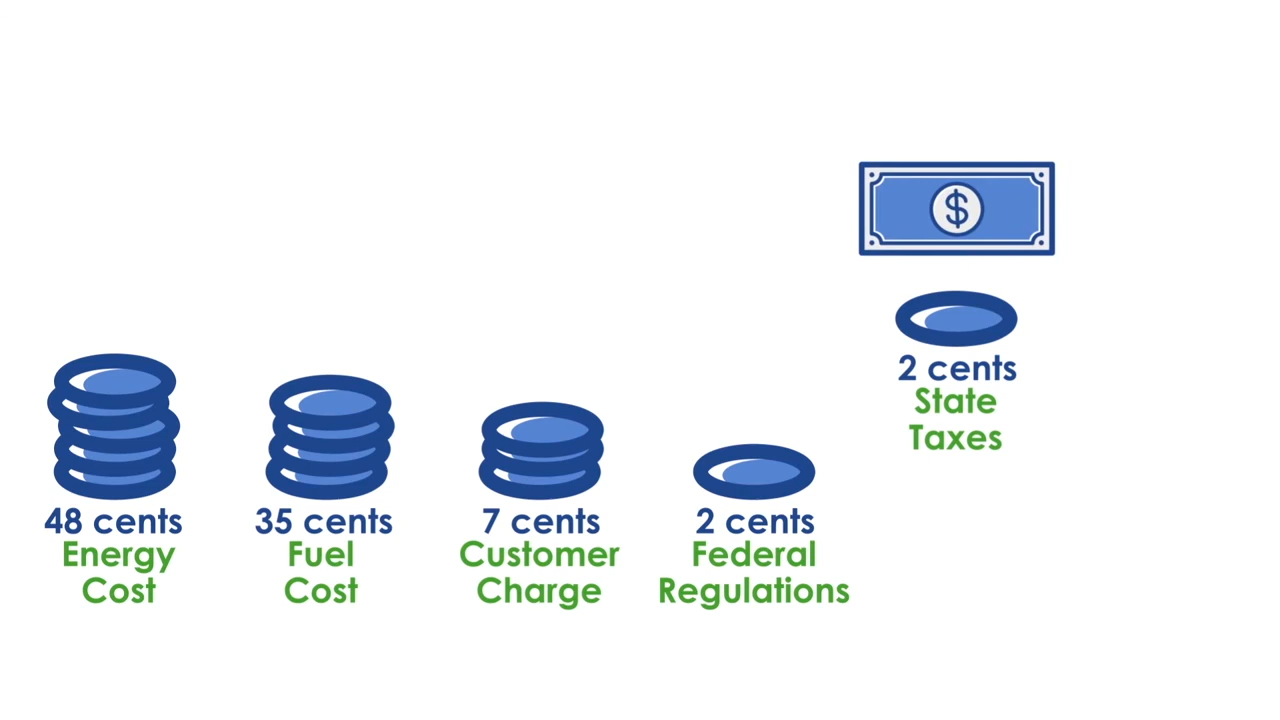 $
2 cents
State
Taxes
48 cents
Energy
Cost
35 cents
Fuel
Cost
7 cents
Customer
Charge
2 cents
Federal
Regulations